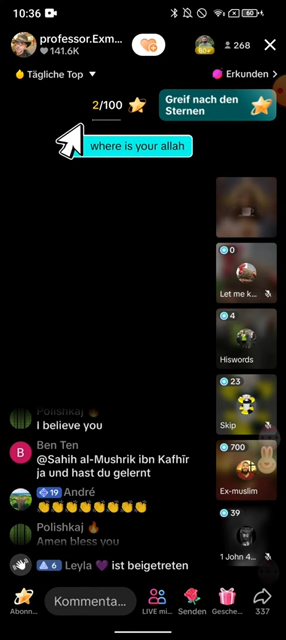 10:36
professor.Exm...
141.6K
60+
268
Tägliche Top
Erkunden
2/100
Greif nach den
Sternen
where is your allah
0
Let me k...
4
Hiswords
23
Skip
700
Ex-muslim
39
1 John 4...
Polishkaj
I believe you
B
Ben Ten
@Sahih al-Mushrik ibn Kafhīr
ja und hast du gelernt
19 André
👏👏👏👏👏👏👏👏
Polishkaj
Amen bless you
6 Leyla 💜 ist beigetreten
Abonn...
Kommenta...
LIVE mi...
Senden
Gesche...
337